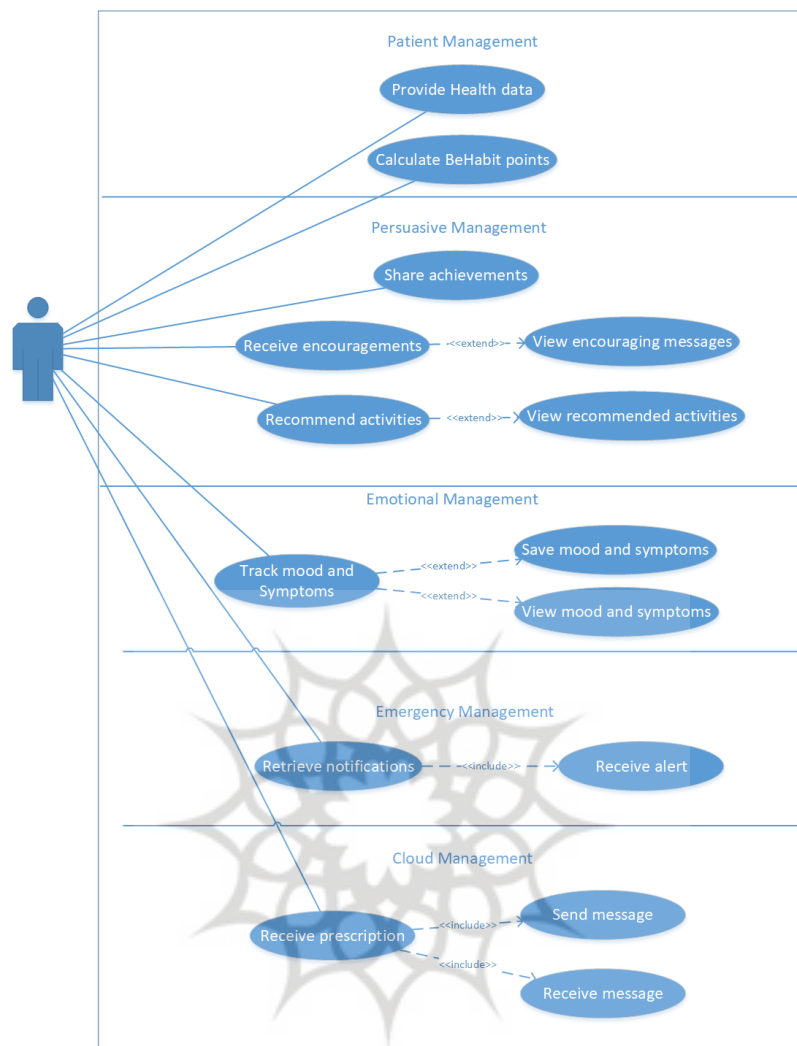 Patient Management
Provide Health data
Calculate BeHabit points
Persuasive Management
Share achievements
Receive encouragements
<<extend>>
View encouraging messages
Recommend activities
<<extend>>
View recommended activities
Emotional Management
Save mood and symptoms
<<extend>>
Track mood and
Symptoms
<<extend>>
View mood and symptoms
Emergency Management
Retrieve notifications
<<include>>
Receive alert
Cloud Management
Send message
<<include>>
Receive prescription
<<include>>
Receive message